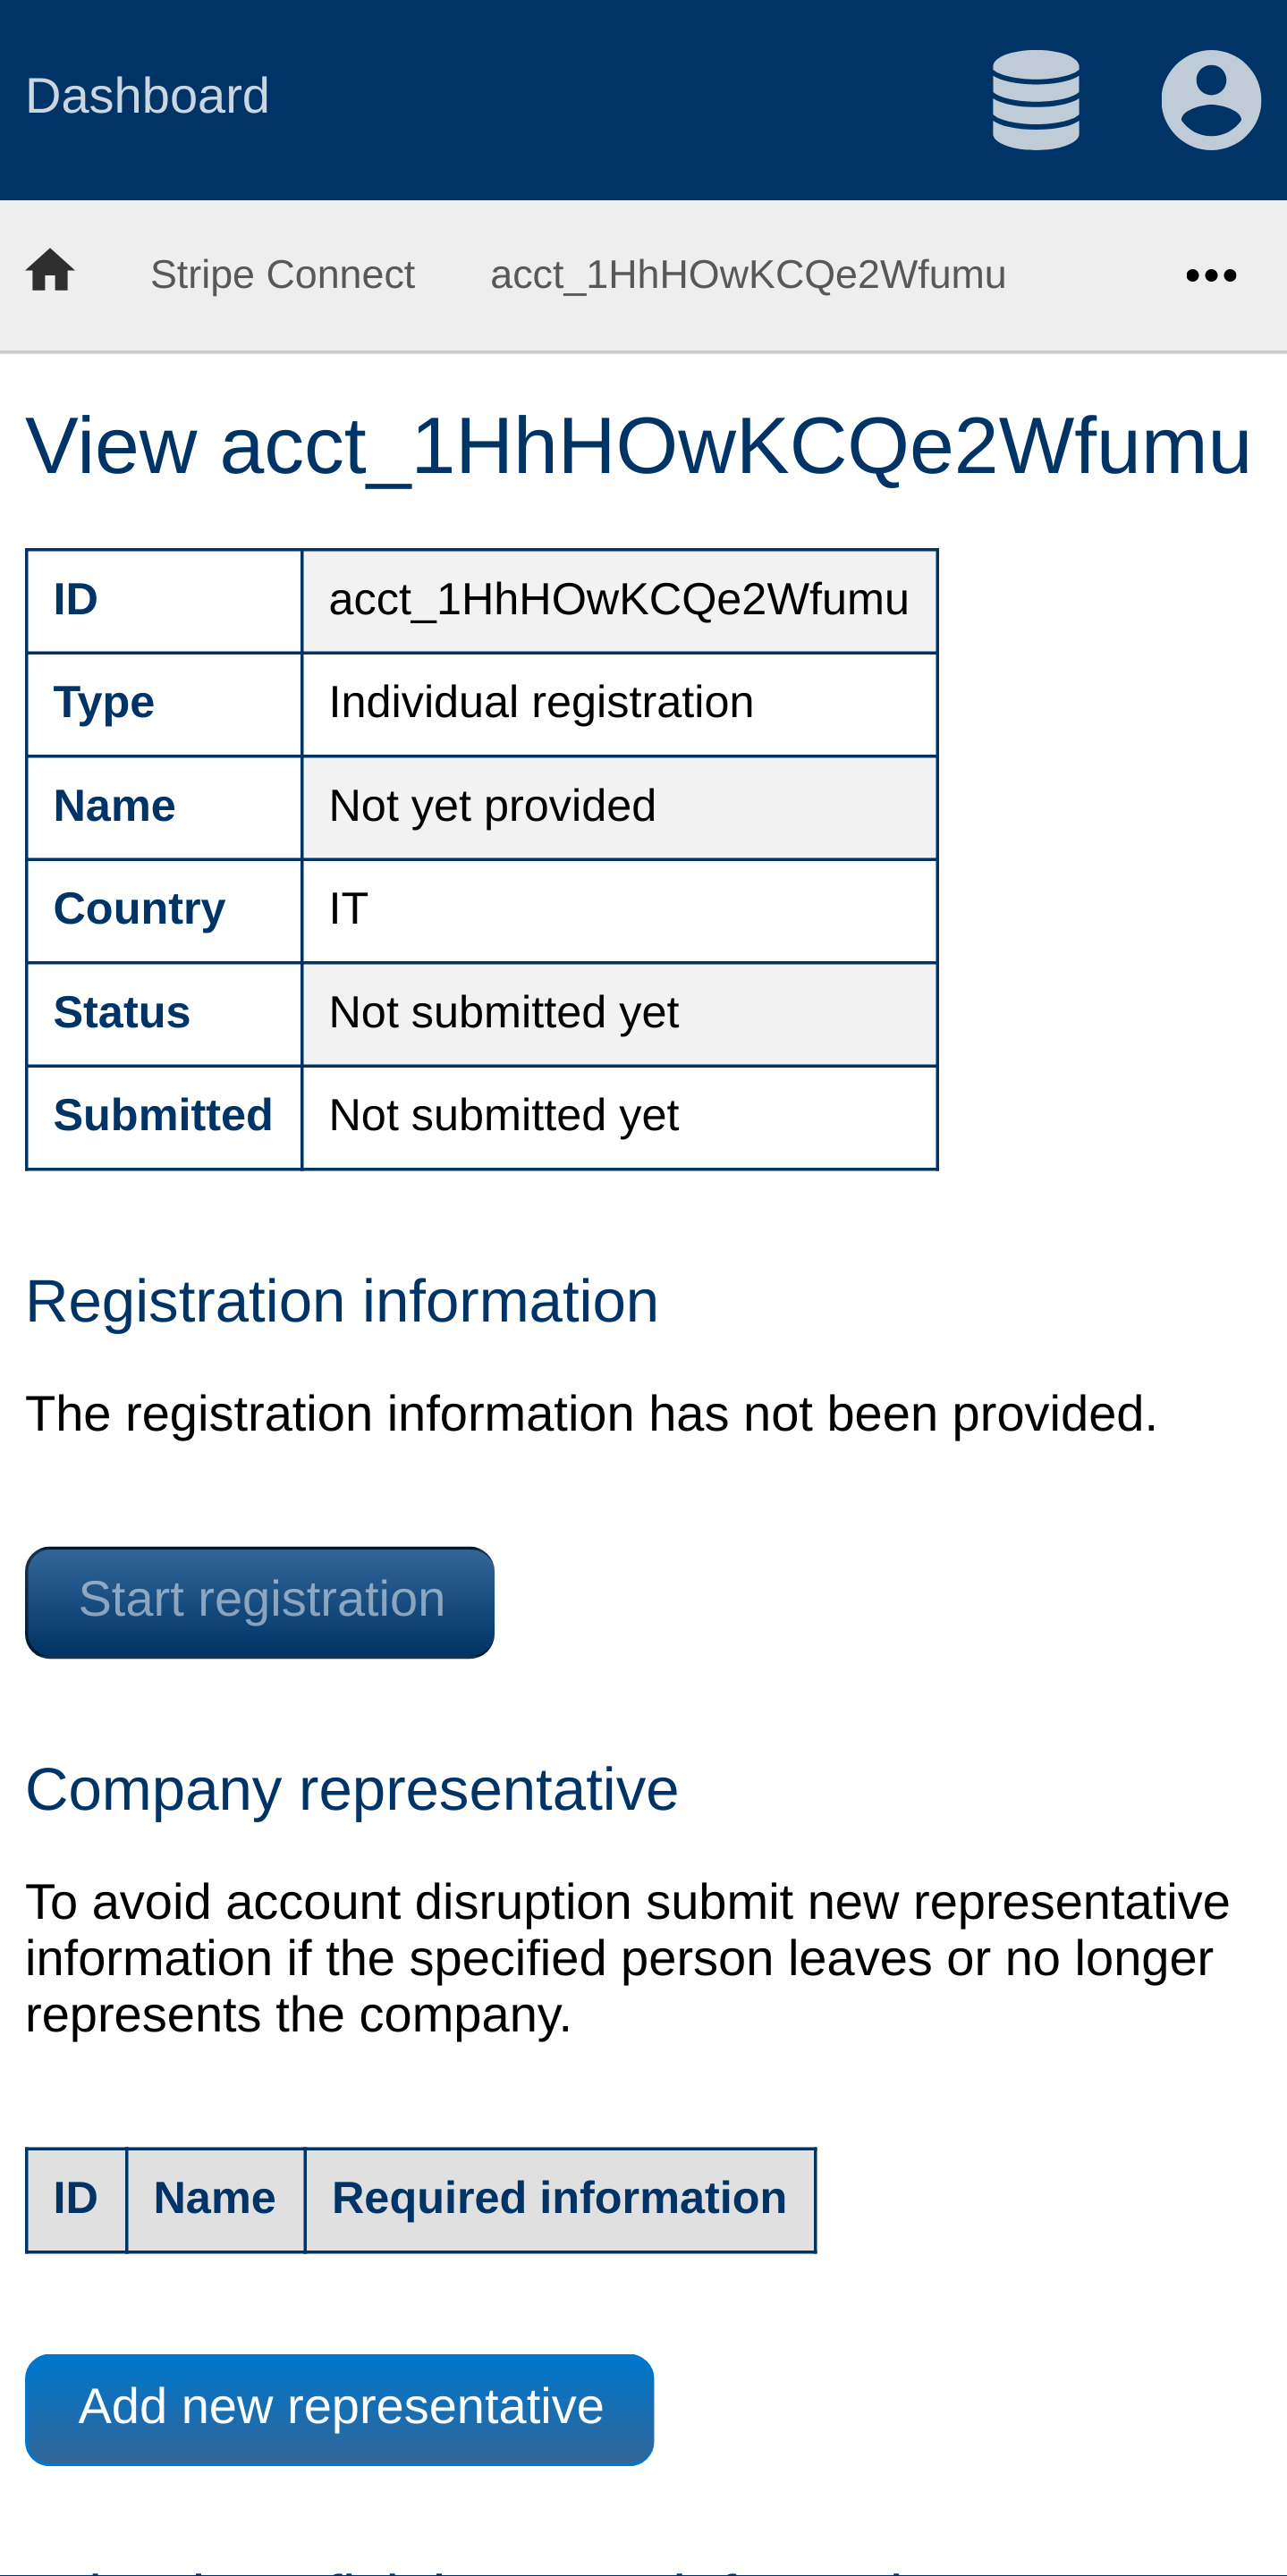 Dashboard
Stripe Connect acct_1HhHOwKCQe2Wfumu
View acct_1HhHOwKCQe2Wfumu
ID acct_1HhHOwKCQe2Wfumu
Type Individual registration
Name Not yet provided
Country IT
Status Not submitted yet
Submitted Not submitted yet
Registration information
The registration information has not been provided.
Start registration
Company representative
To avoid account disruption submit new representative
information if the specified person leaves or no longer
represents the company.
ID Name Required information
Add new representative